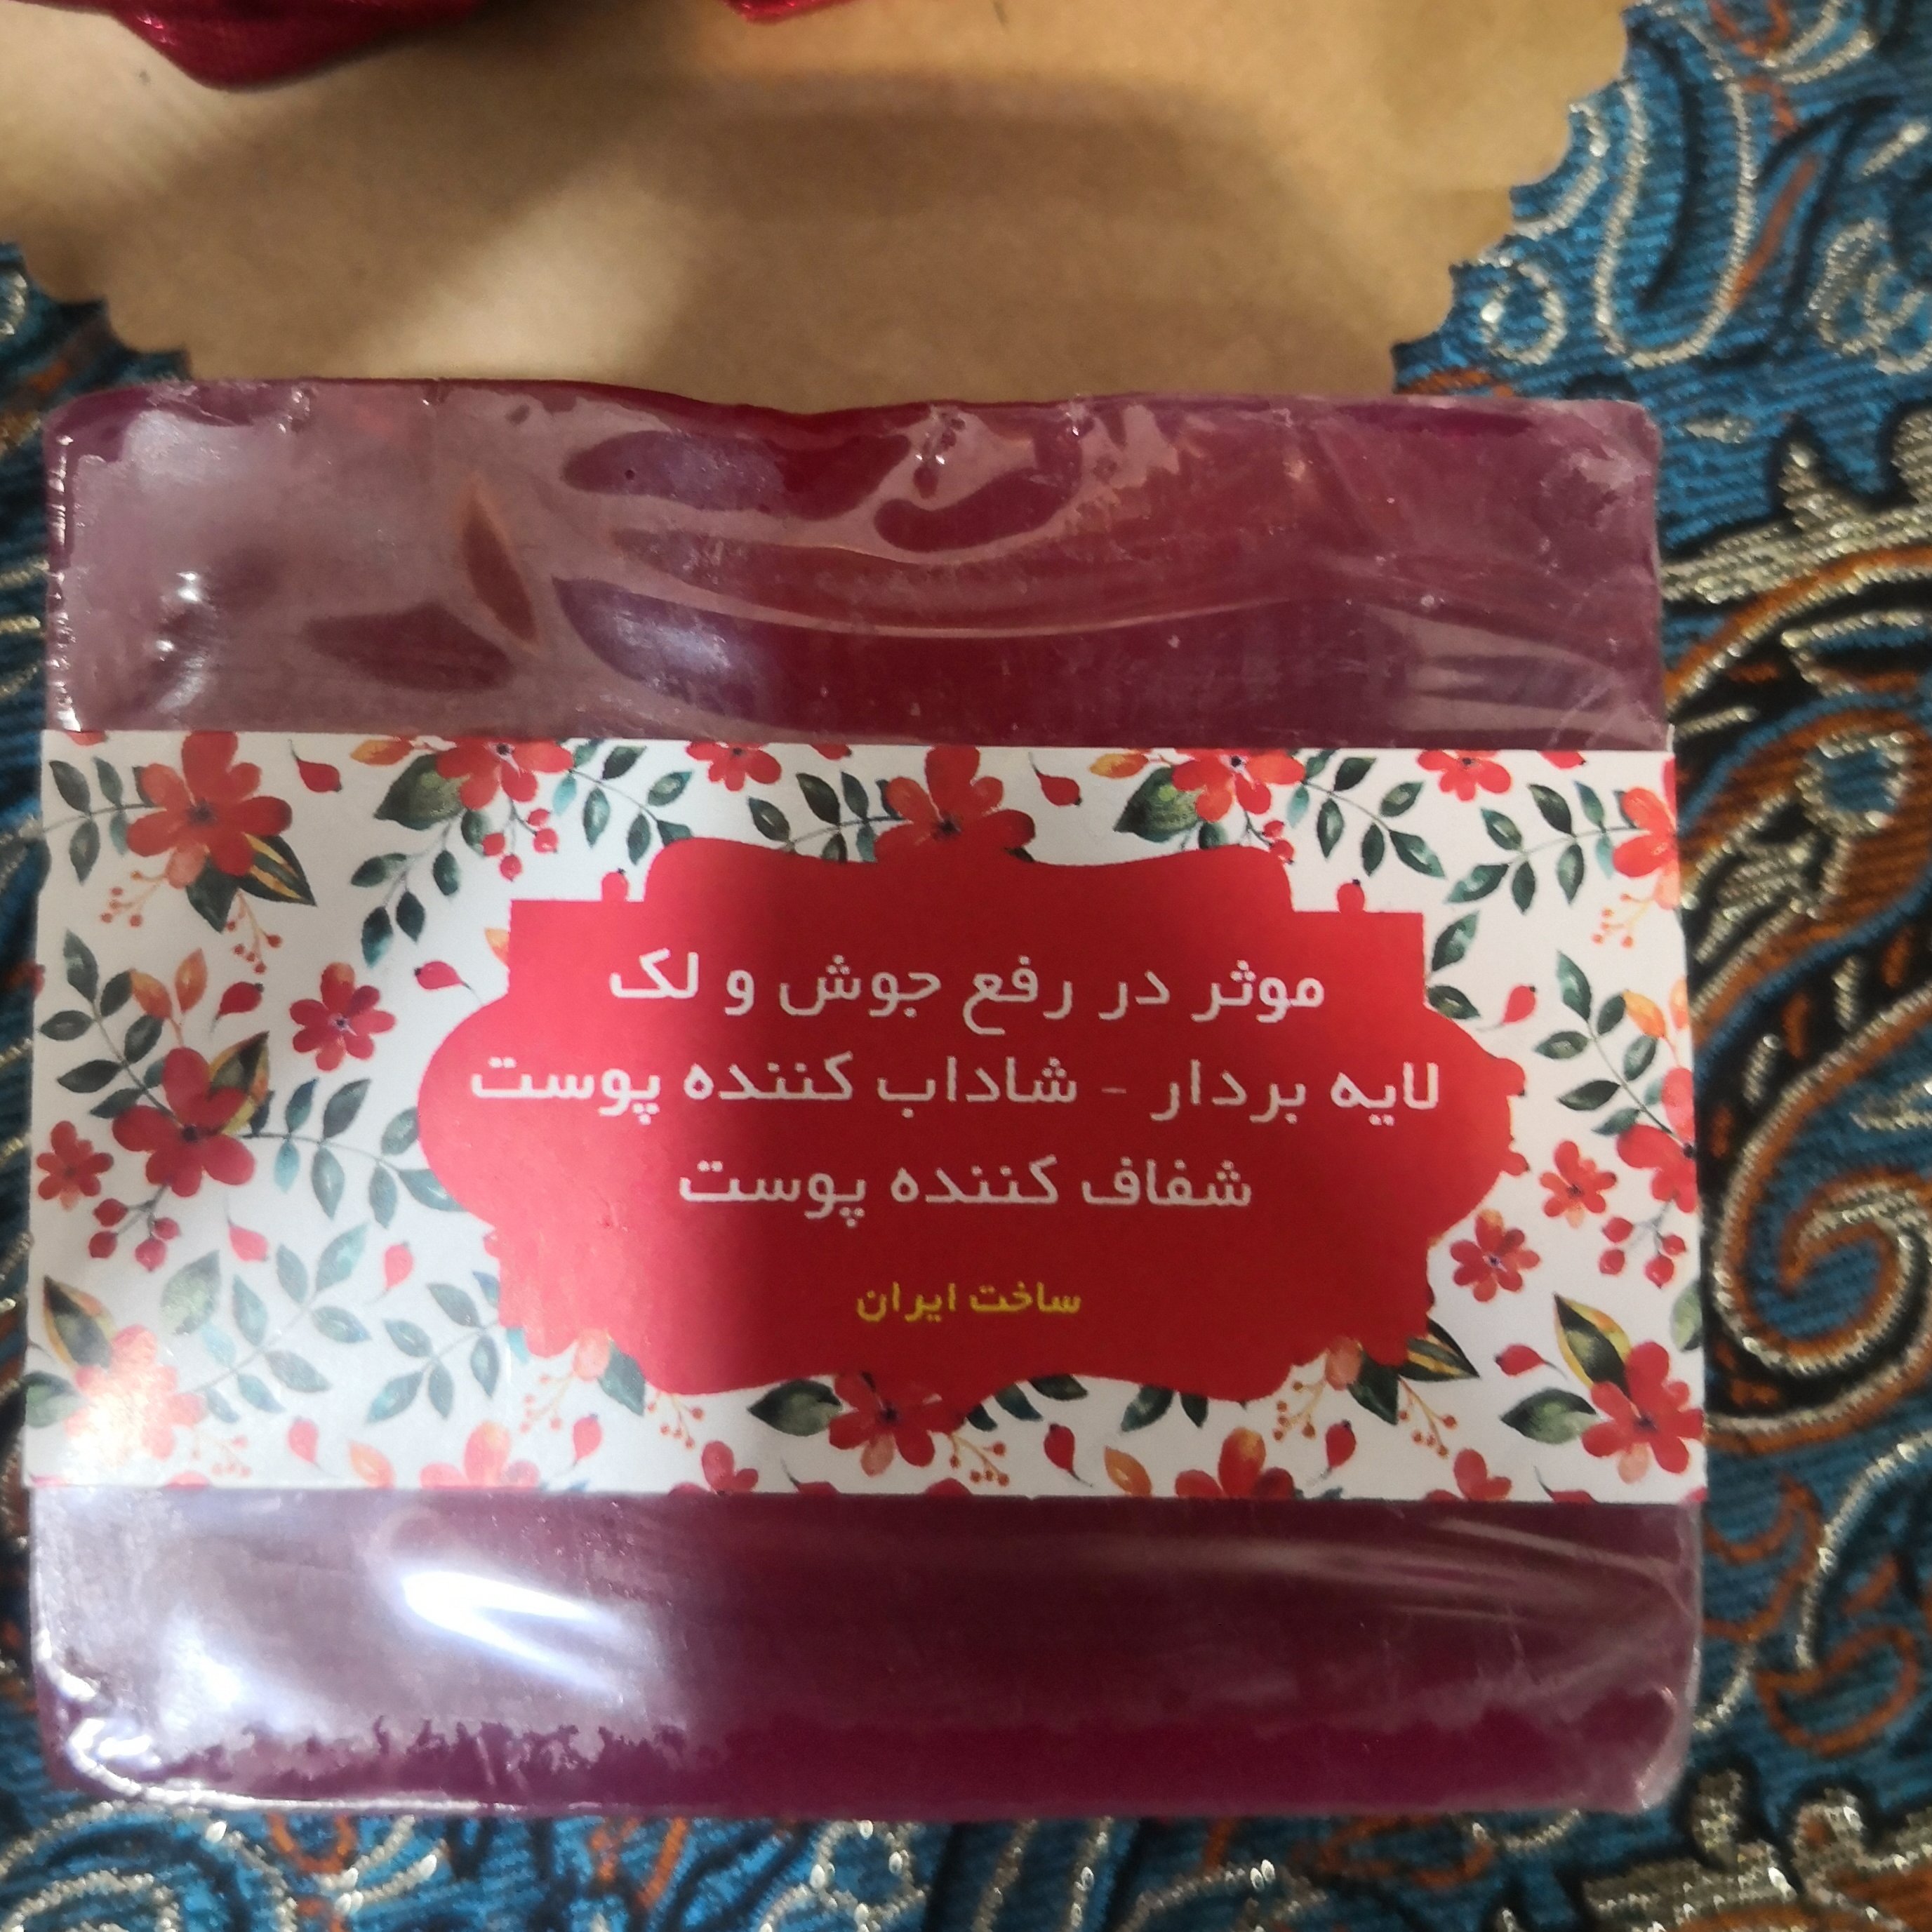 موثر در رفع جوش و لک
لایه بردار - شاداب کننده پوست
شفاف کننده پوست
ساخت ایران